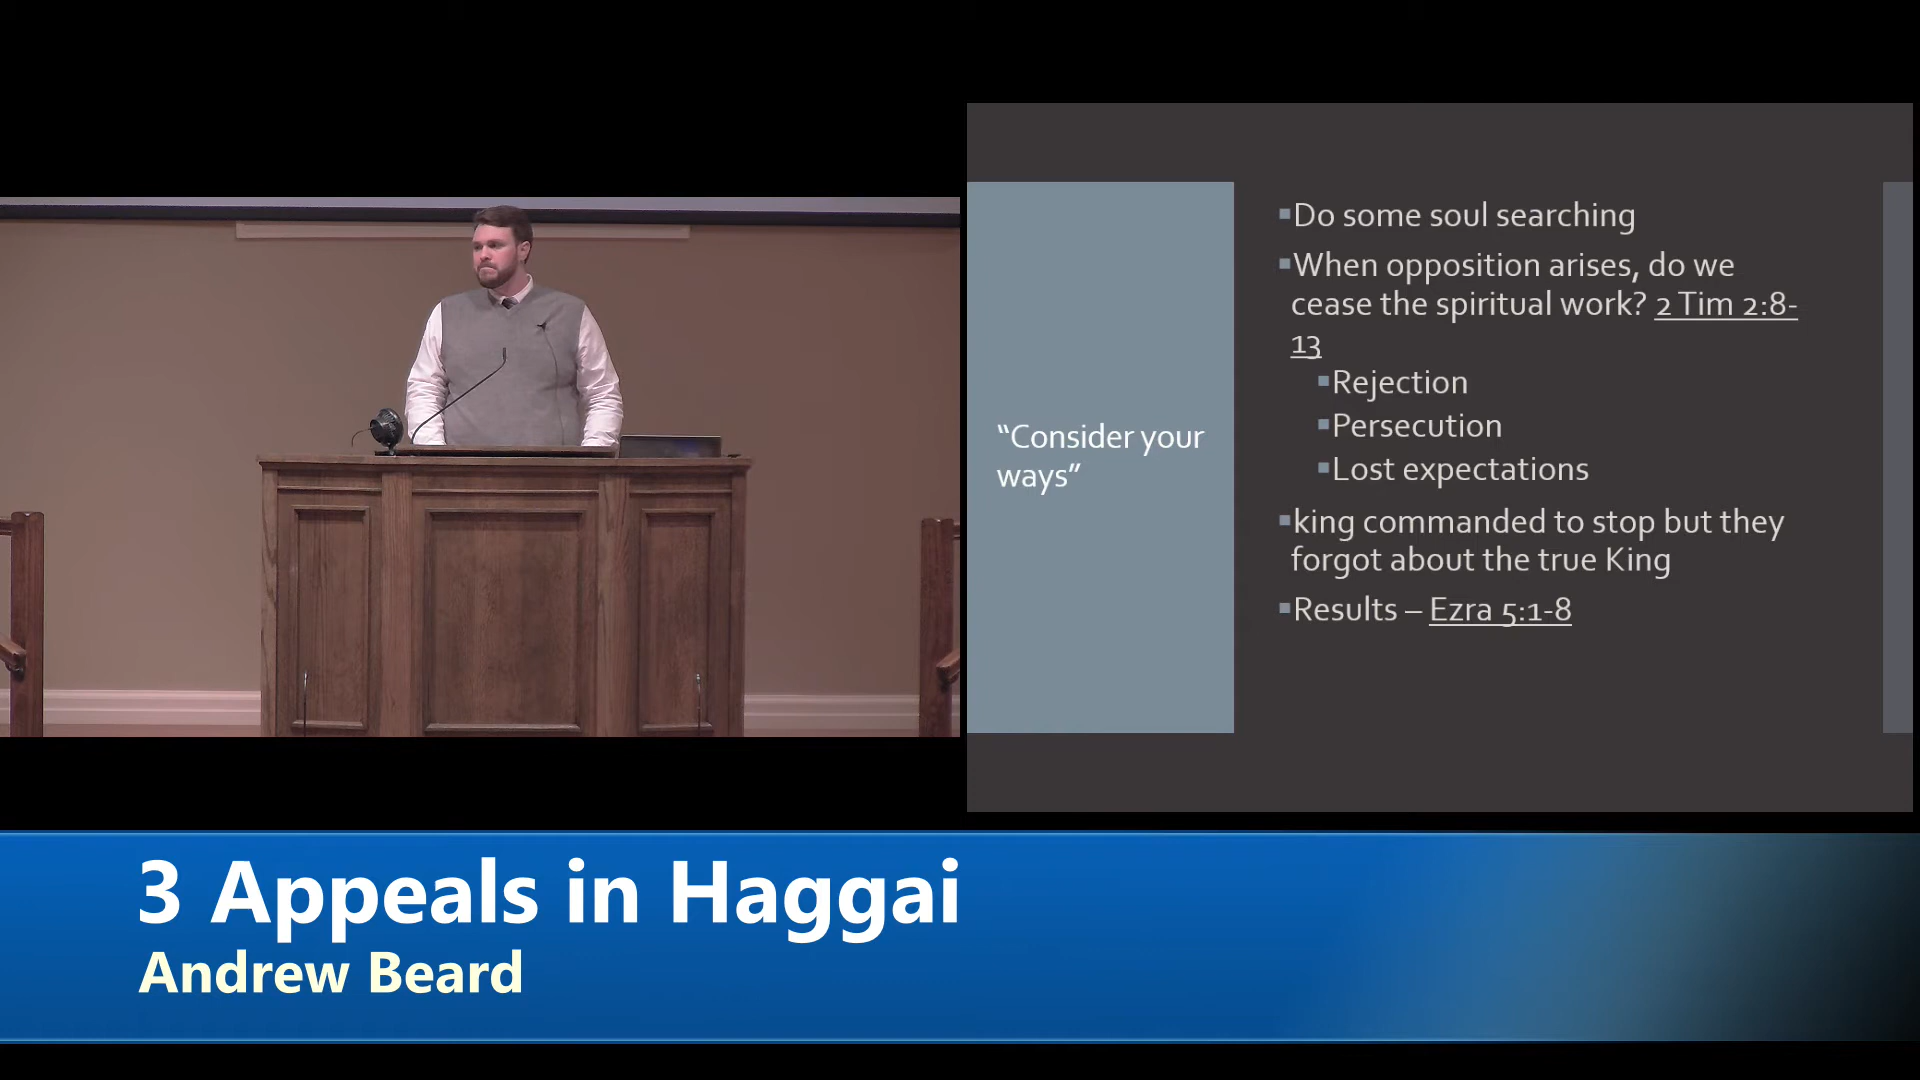 "Consider your
ways"
▪Do some soul searching
▪When opposition arises, do we
cease the spiritual work? 2 Tim 2:8-
13
▪Rejection
▪Persecution
▪Lost expectations
▪king commanded to stop but they
forgot about the true King
▪Results – Ezra 5:1-8
3 Appeals in Haggai
Andrew Beard